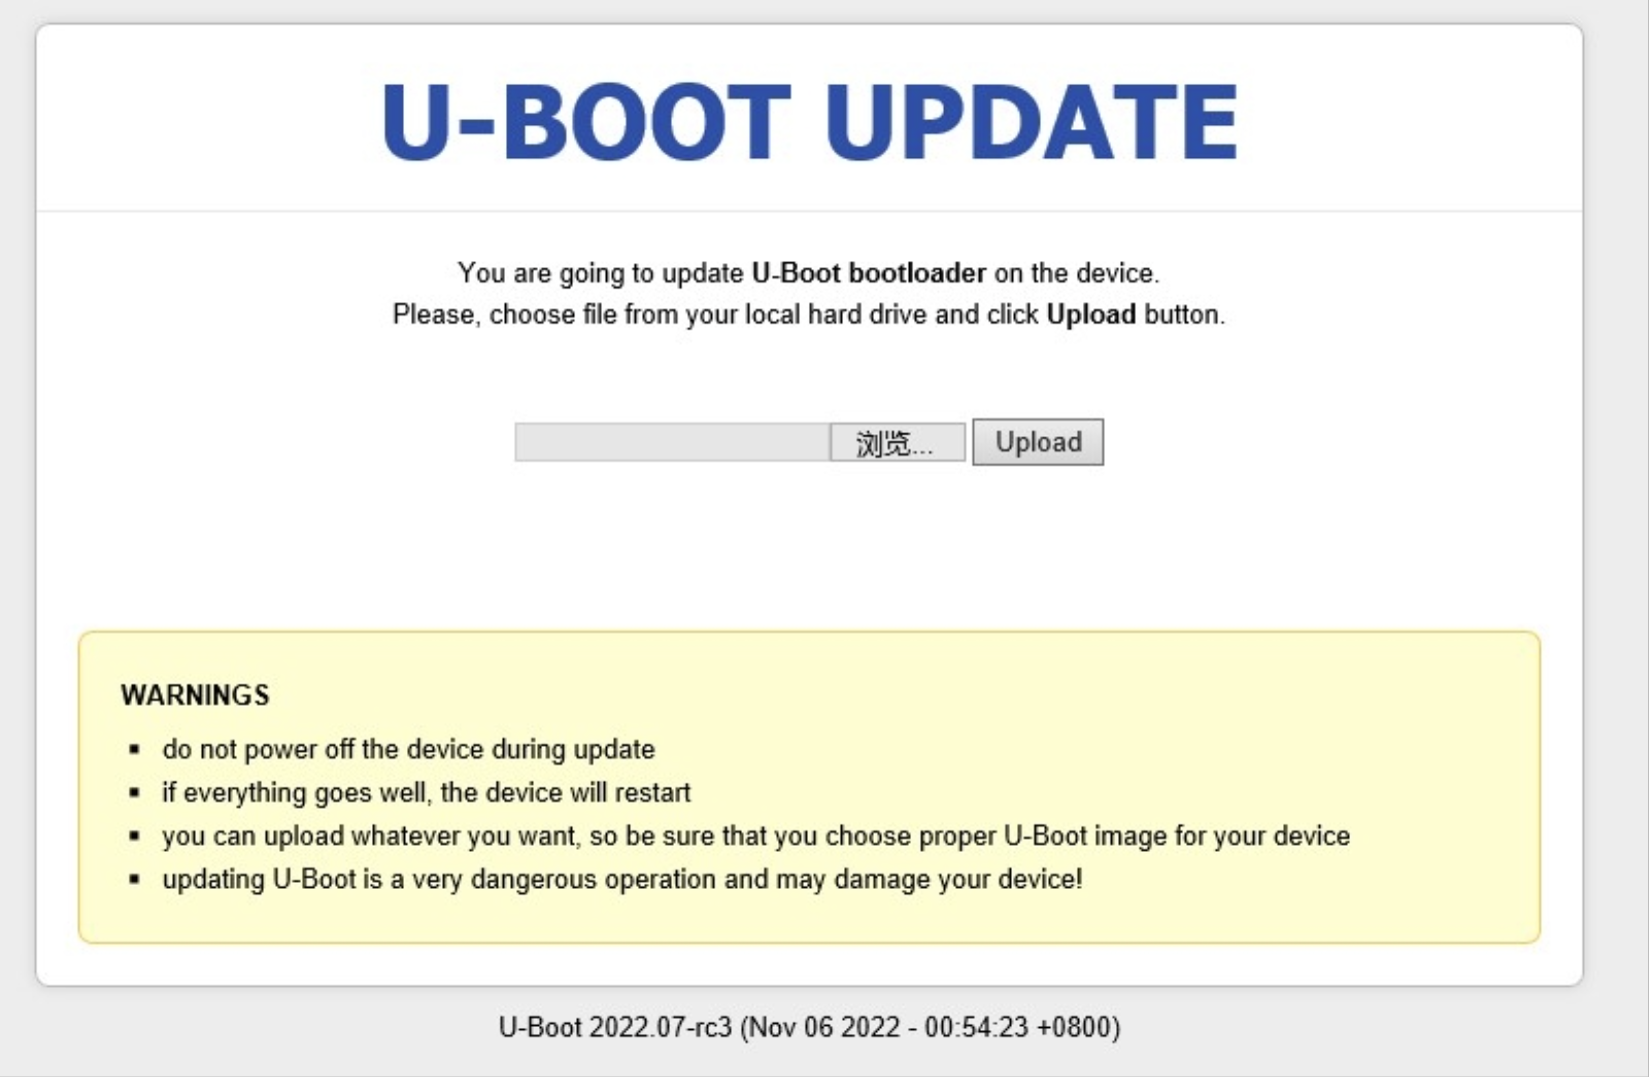 U-BOOT UPDATE
You are going to update U-Boot bootloader on the device.
Please, choose file from your local hard drive and click Upload button.
浏览... Upload
WARNINGS
▪ do not power off the device during update
▪ if everything goes well, the device will restart
▪ you can upload whatever you want, so be sure that you choose proper U-Boot image for your device
▪ updating U-Boot is a very dangerous operation and may damage your device!
U-Boot 2022.07-rc3 (Nov 06 2022 - 00:54:23 +0800)